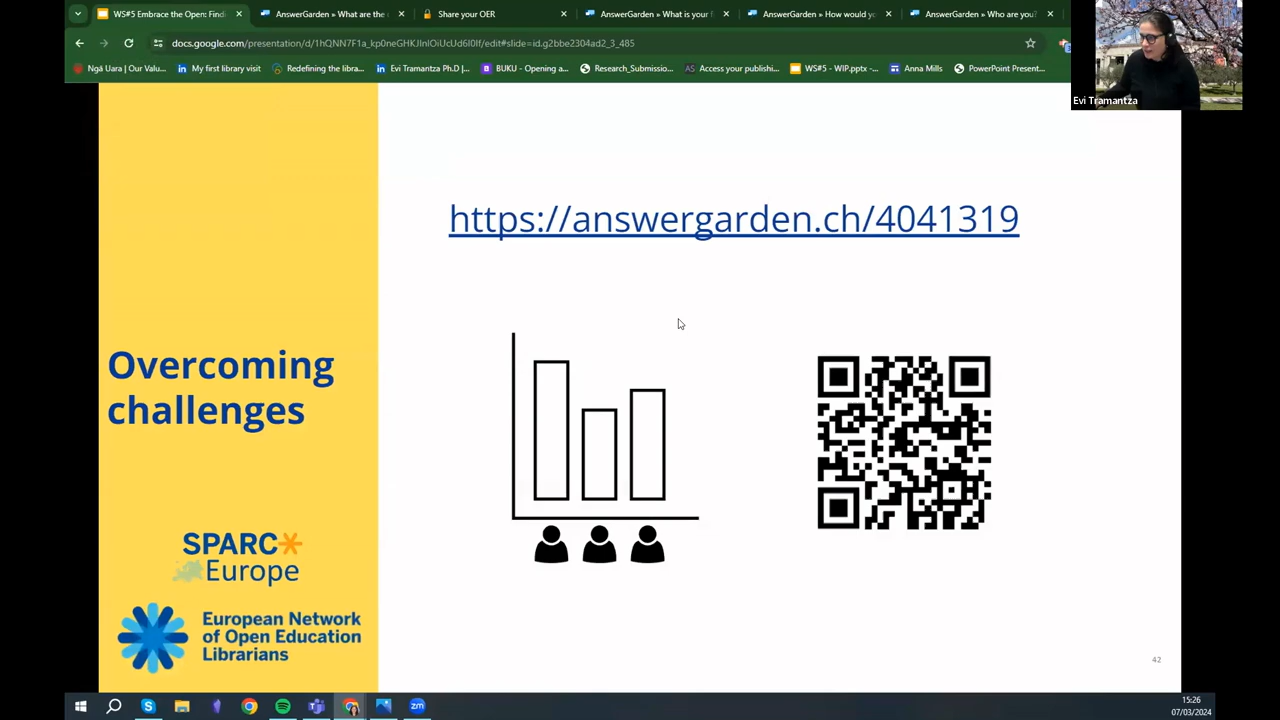 WS#5 Embrace the Open: Findi
AnswerGarden » What are the
Share your OER
AnswerGarden » What is your
AnswerGarden » How would yo
AnswerGarden » Who are you?
docs.google.com/presentation/d/1hQNN7F1a_kp0neGHKJInIOiUcUd6I0If/edit#slide=id.g2bbe2304ad2_3_485
Ngā Uara | Our Valu...
My first library visit
Redefining the libra...
Evi Tramantza Ph.D |...
BUKU - Opening a...
Research_Submissio...
Access your publishi...
WS#5 - WIP.pptx -...
Anna Mills
PowerPoint Present...
Evi Tramantza
https://answergarden.ch/4041319
Overcoming
challenges
SPARC
Europe
European Network
of Open Education
Librarians
42
15:26
07/03/2024